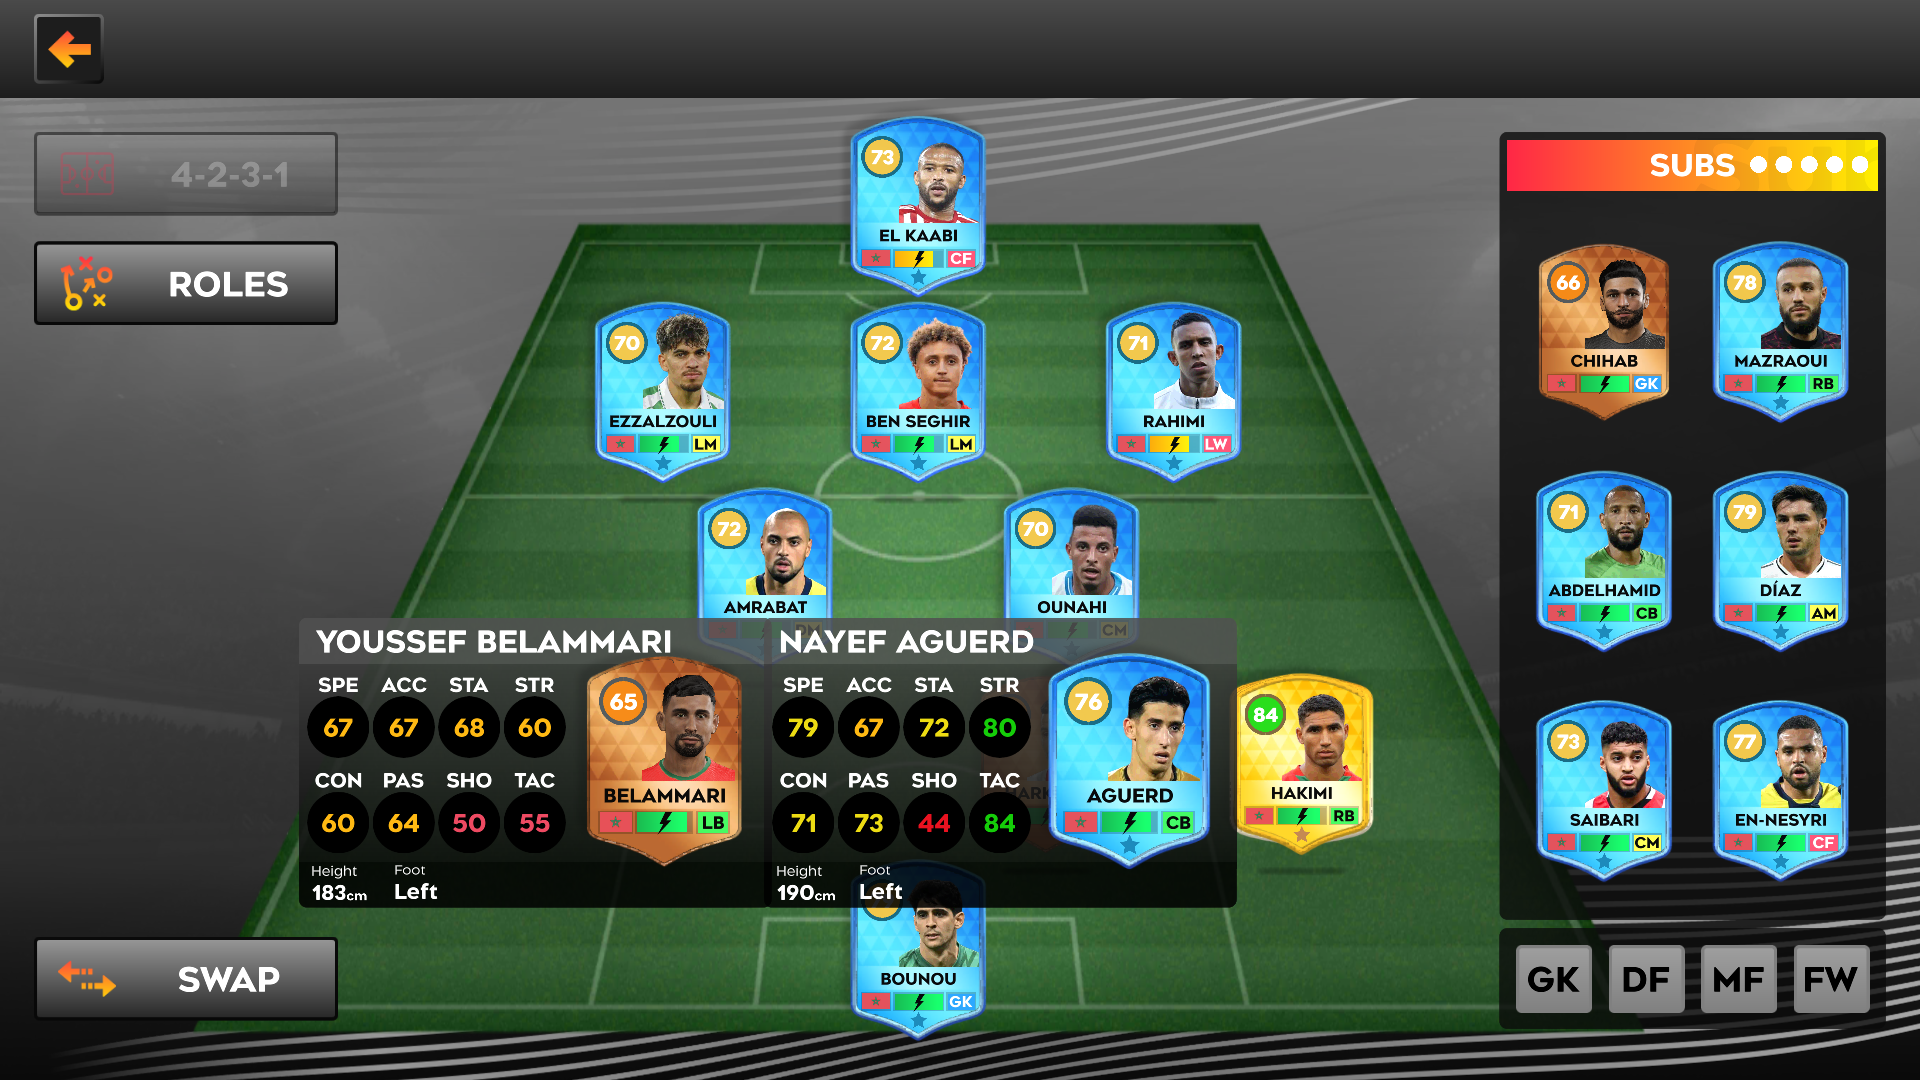 4-2-3-1
ROLES
73
EL KAABI
CF
70
EZZALZOULI
LM
72
BEN SEGHIR
LM
71
RAHIMI
LW
72
AMRABAT
DM
70
OUNAHI
CM
YOUSSEF BELAMMARI
SPE ACC STA STR
67 67 68 60
CON PAS SHO TAC
60 64 50 55
Height Foot
183cm Left
65
BELAMMARI
LB
NAYEF AGUERD
SPE ACC STA STR
79 67 72 80
CON PAS SHO TAC
71 73 44 84
Height Foot
190cm Left
76
AGUERD
CB
84
HAKIMI
RB
BOUNOU
GK
SWAP
SUBS
66
CHIHAB
GK
78
MAZRAOUI
RB
71
ABDELHAMID
CB
79
DÍAZ
AM
73
SAIBARI
CM
77
EN-NESYRI
CF
GK DF MF FW